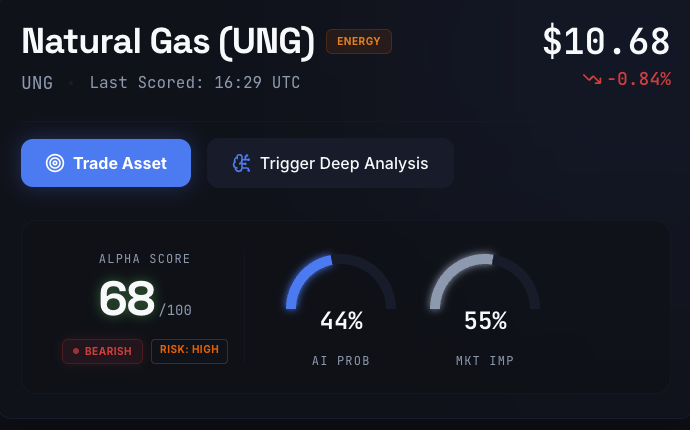 Natural Gas (UNG) ENERGY
$10.68
UNG · Last Scored: 16:29 UTC
-0.84%
Trade Asset
Trigger Deep Analysis
ALPHA SCORE
68/100
BEARISH
RISK: HIGH
44%
AI PROB
55%
MKT IMP